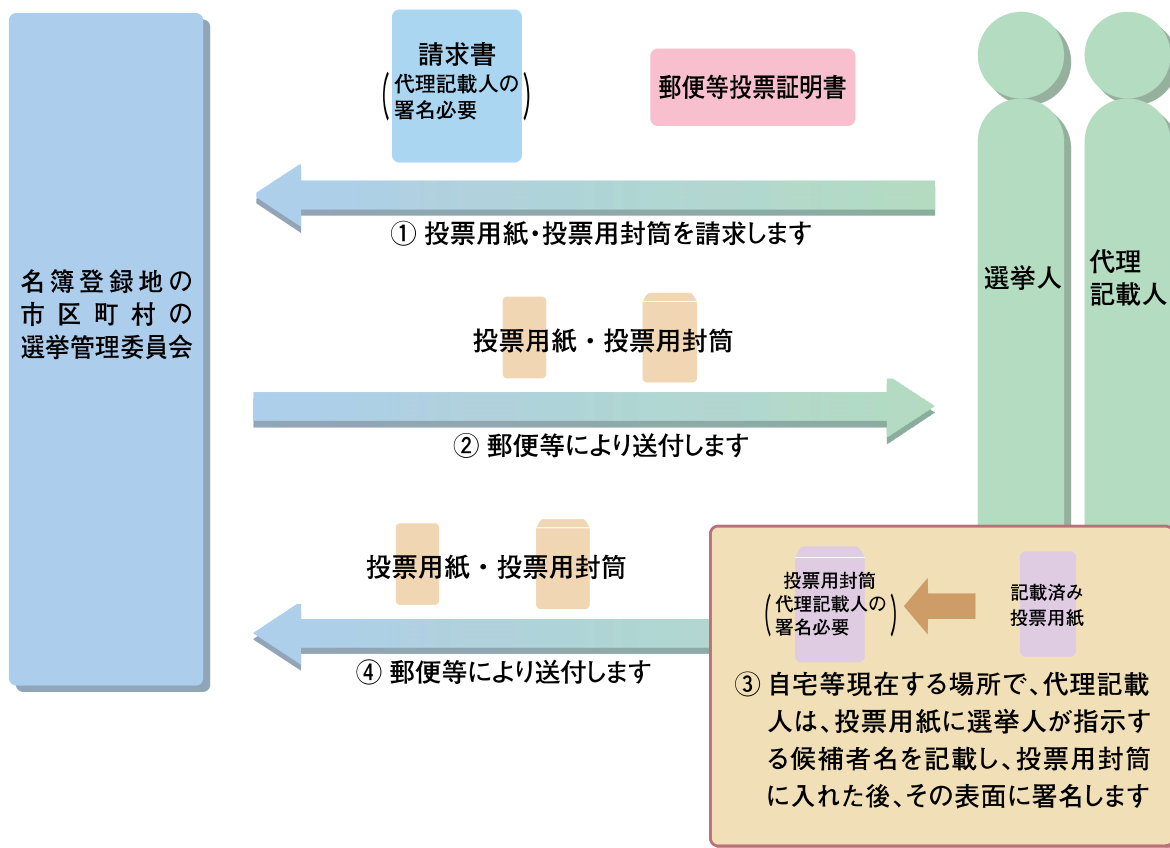 請求書
(代理記載人の
署名必要)
郵便等投票証明書
① 投票用紙・投票用封筒を請求します
名簿登録地の
市区町村の
選挙管理委員会
選挙人
代理
記載人
投票用紙・投票用封筒
② 郵便等により送付します
投票用紙・投票用封筒
④ 郵便等により送付します
投票用封筒
(代理記載人の
署名必要)
記載済み
投票用紙
③ 自宅等現在する場所で、代理記載
人は、投票用紙に選挙人が指示す
る候補者名を記載し、投票用封筒
に入れた後、その表面に署名します